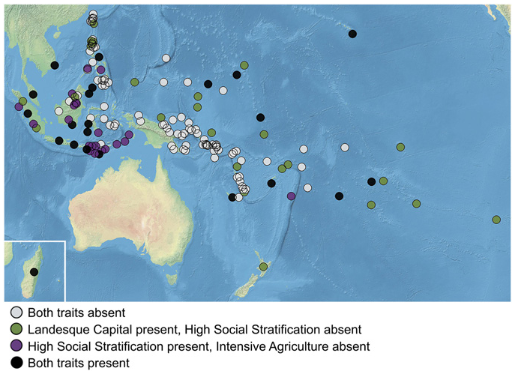 Both traits absent
Landesque Capital present, High Social Stratification absent
High Social Stratification present, Intensive Agriculture absent
Both traits present